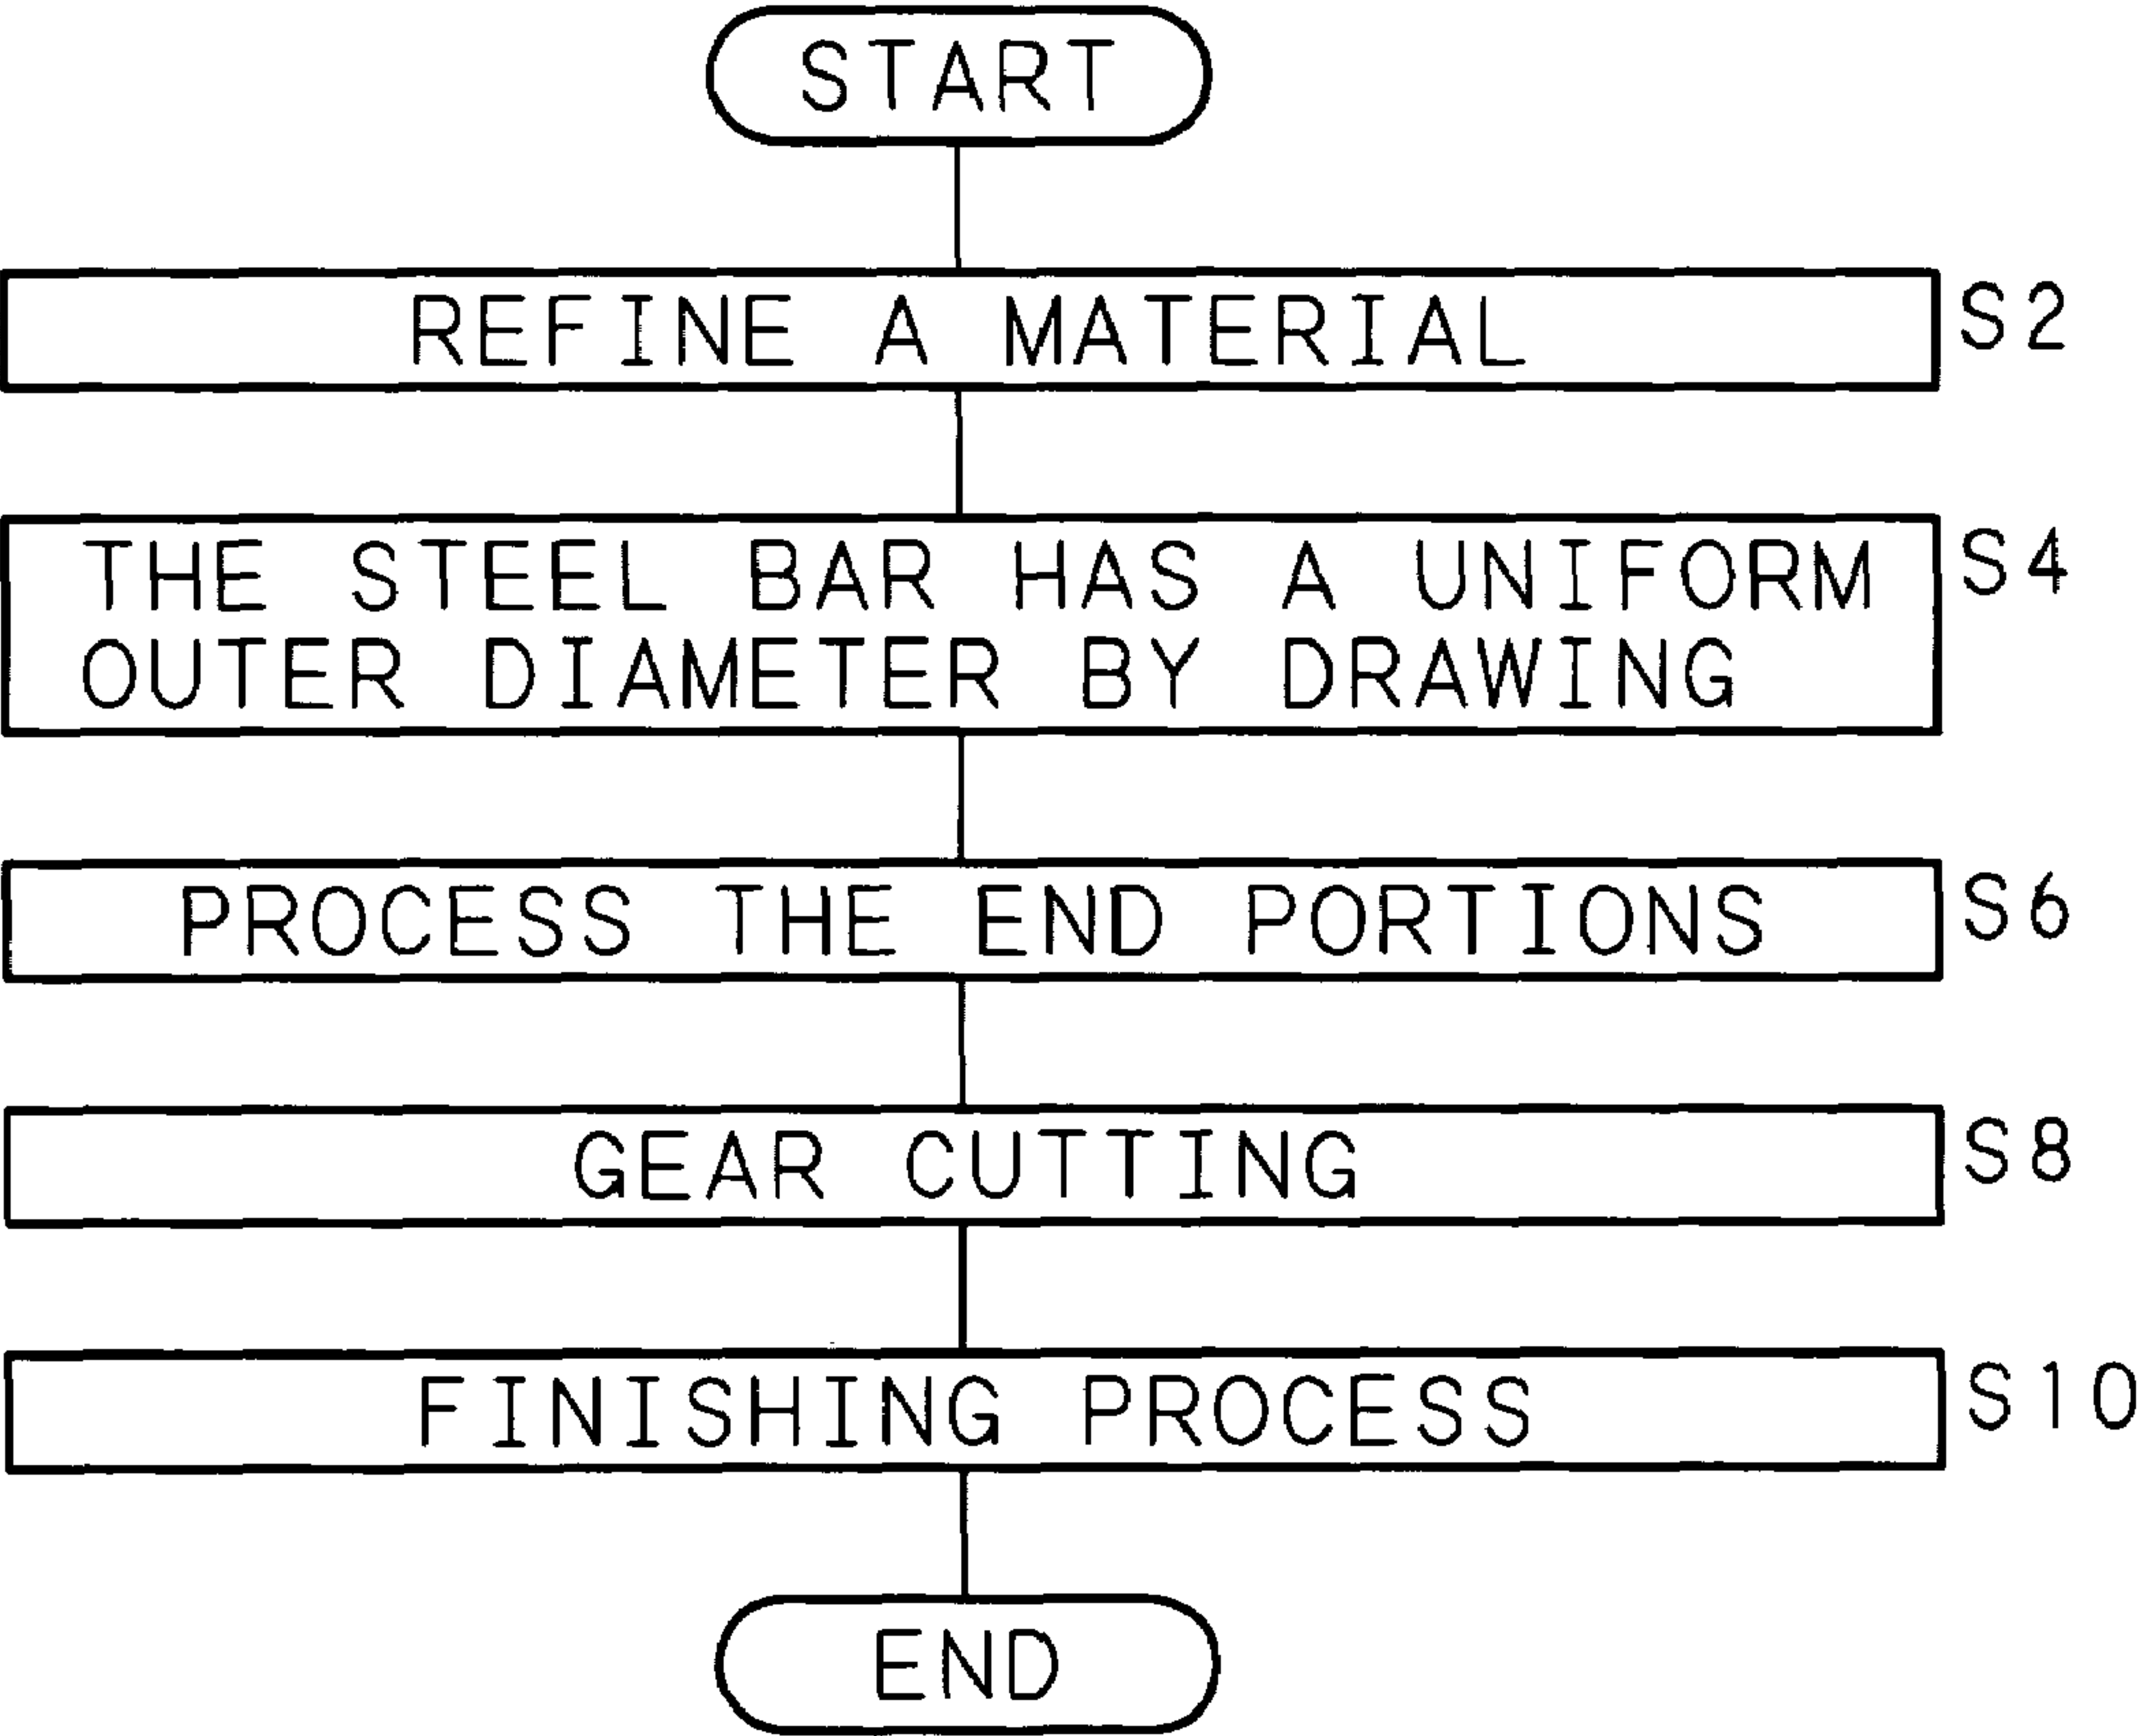 START
REFINE A MATERIAL S2
THE STEEL BAR HAS A UNIFORM S4
OUTER DIAMETER BY DRAWING
PROCESS THE END PORTIONS S6
GEAR CUTTING S8
FINISHING PROCESS S10
END